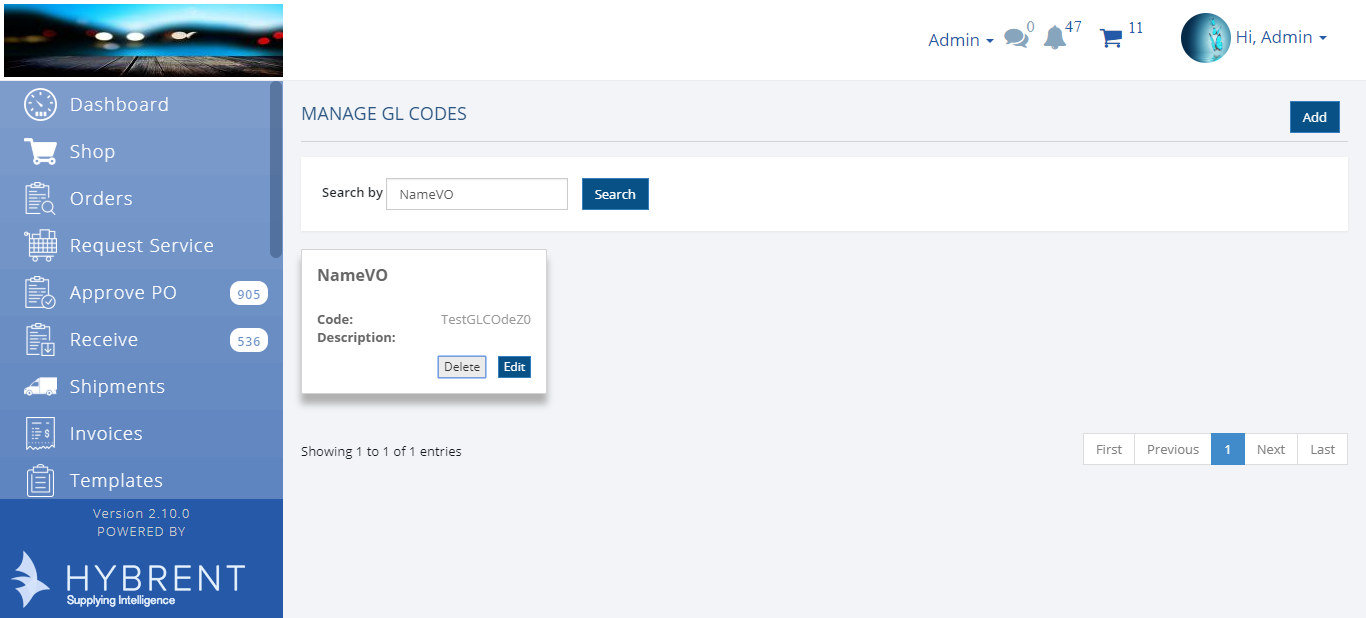 Admin 0 47 11 Hi, Admin
Dashboard
Shop
Orders
Request Service
Approve PO 905
Receive 536
Shipments
Invoices
Templates
Version 2.10.0
POWERED BY
HYBRENT
Supplying Intelligence
MANAGE GL CODES Add
Search by NameVO Search
NameVO
Code: TestGLCOdeZ0
Description:
Delete Edit
Showing 1 to 1 of 1 entries First Previous 1 Next Last